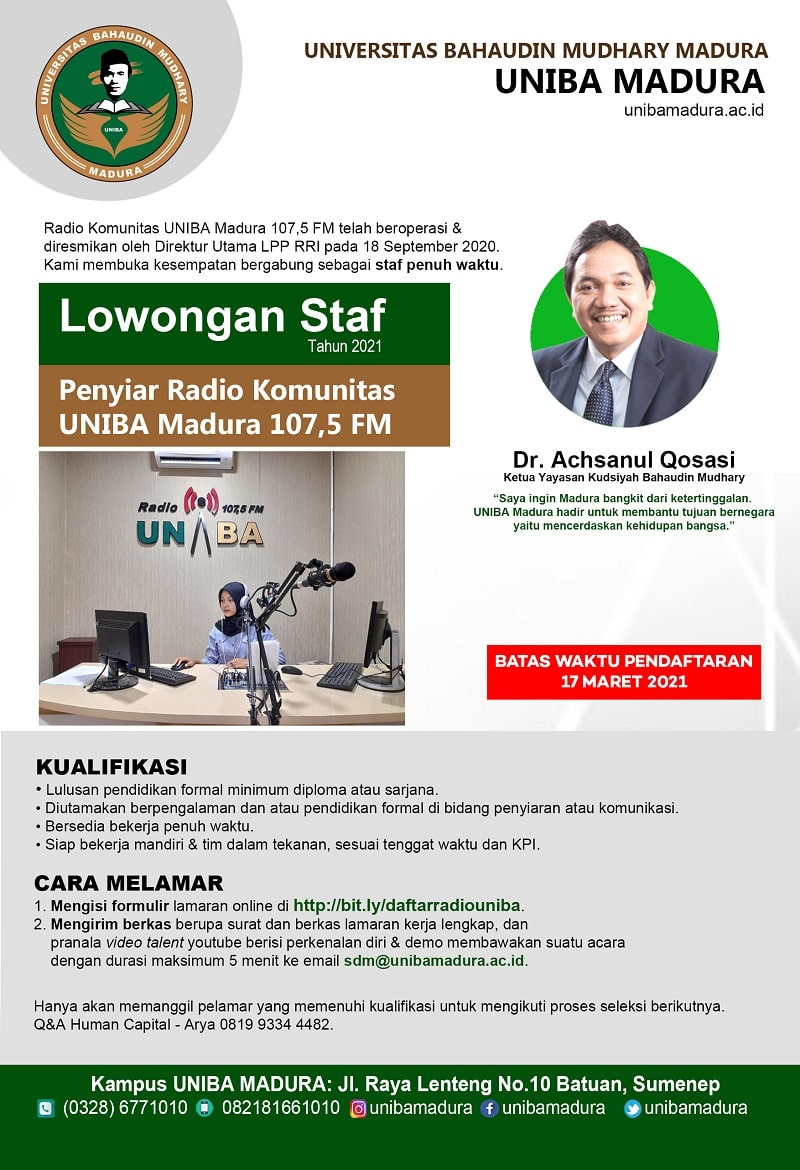 UNIVERSITAS BAHAUDIN MUDHARY
UNIBA
MADURA
UNIVERSITAS BAHAUDIN MUDHARY MADURA
UNIBA MADURA
unibamadura.ac.id
Radio Komunitas UNIBA Madura 107,5 FM telah beroperasi &
diresmikan oleh Direktur Utama LPP RRI pada 18 September 2020.
Kami membuka kesempatan bergabung sebagai staf penuh waktu.
Lowongan Staf
Tahun 2021
Penyiar Radio Komunitas
UNIBA Madura 107,5 FM
Radio 107,5 FM
UNIBA
Dr. Achsanul Qosasi
Ketua Yayasan Kudsiyah Bahaudin Mudhary
“Saya ingin Madura bangkit dari ketertinggalan.
UNIBA Madura hadir untuk membantu tujuan bernegara
yaitu mencerdaskan kehidupan bangsa.”
BATAS WAKTU PENDAFTARAN
17 MARET 2021
KUALIFIKASI
• Lulusan pendidikan formal minimum diploma atau sarjana.
• Diutamakan berpengalaman dan atau pendidikan formal di bidang penyiaran atau komunikasi.
• Bersedia bekerja penuh waktu.
• Siap bekerja mandiri & tim dalam tekanan, sesuai tenggat waktu dan KPI.
CARA MELAMAR
1. Mengisi formulir lamaran online di http://bit.ly/daftarradiouniba.
2. Mengirim berkas berupa surat dan berkas lamaran kerja lengkap, dan
pranala video talent youtube berisi perkenalan diri & demo membawakan suatu acara
dengan durasi maksimum 5 menit ke email sdm@unibamadura.ac.id.
Hanya akan memanggil pelamar yang memenuhi kualifikasi untuk mengikuti proses seleksi berikutnya.
Q&A Human Capital - Arya 0819 9334 4482.
Kampus UNIBA MADURA: Jl. Raya Lenteng No.10 Batuan, Sumenep
(0328) 6771010 082181661010 unibamadura unibamadura unibamadura